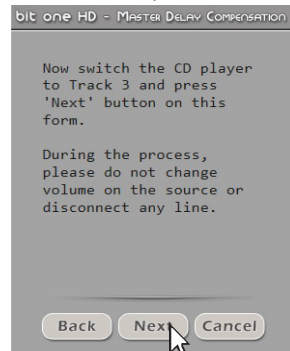 bit one HD - Master Delay Compensation
Now switch the CD player
to Track 3 and press
'Next' button on this
form.
During the process,
please do not change
volume on the source or
disconnect any line.
Back Next Cancel